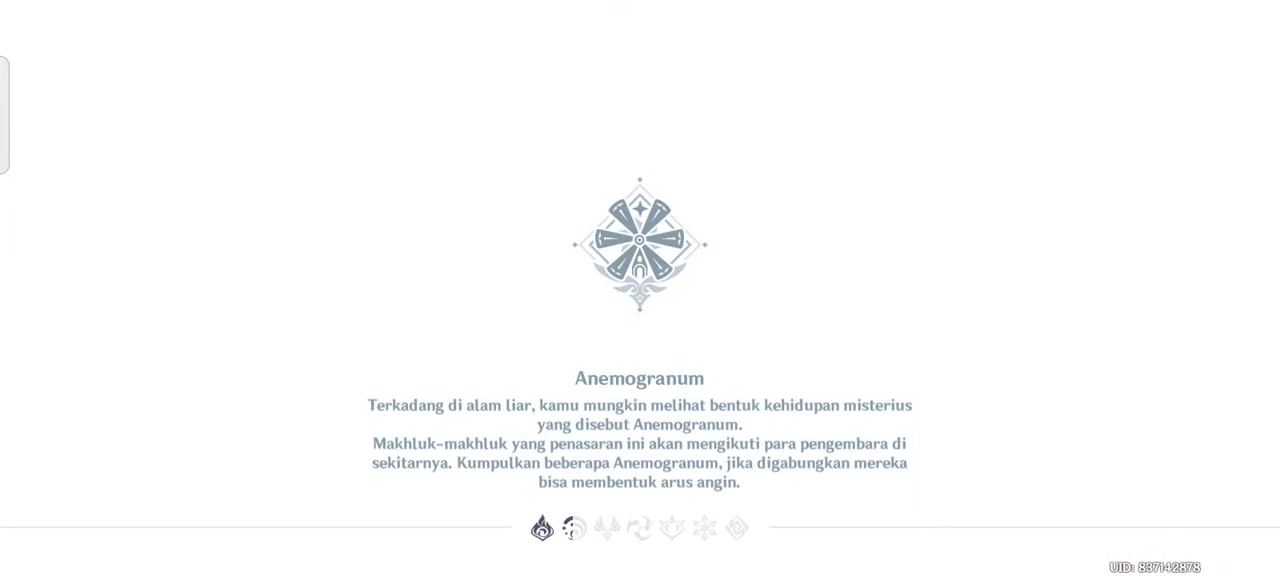 Anemogranum
Terkadang di alam liar, kamu mungkin melihat bentuk kehidupan misterius
yang disebut Anemogranum.
Makhluk-makhluk yang penasaran ini akan mengikuti para pengembara di
sekitarnya. Kumpulkan beberapa Anemogranum, jika digabungkan mereka
bisa membentuk arus angin.
UID: 837142878